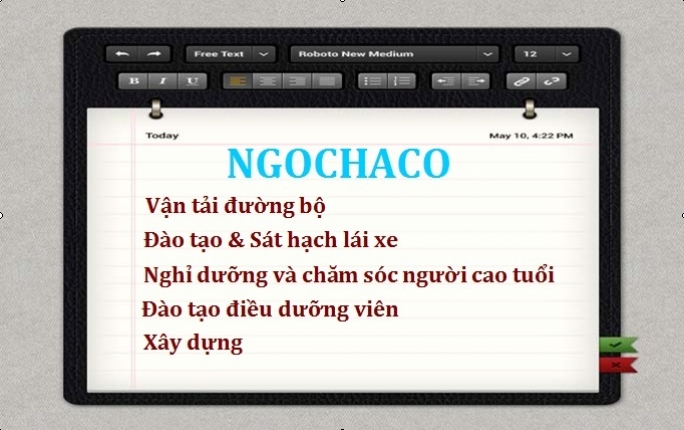 Free Text
Roboto New Medium
12
B I U
Today
May 10, 4:22 PM
NGOCHACO
Vận tải đường bộ
Đào tạo & Sát hạch lái xe
Nghỉ dưỡng và chăm sóc người cao tuổi
Đào tạo điều dưỡng viên
Xây dựng